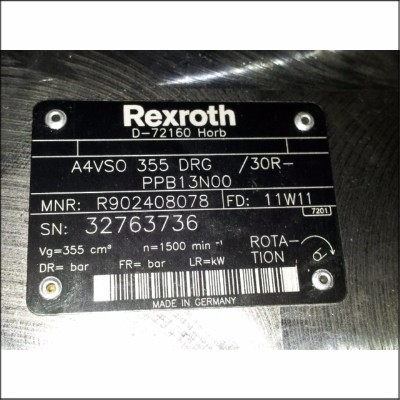 Rexroth
D-72160 Horb
A4VSO 355 DRG /30R-
PPB13N00
MNR: R902408078 FD: 11W11
7201
SN: 32763736
Vg=355 cm³ n=1500 min⁻¹ ROTA-
DR= bar FR= bar LR=kW TION
MADE IN GERMANY